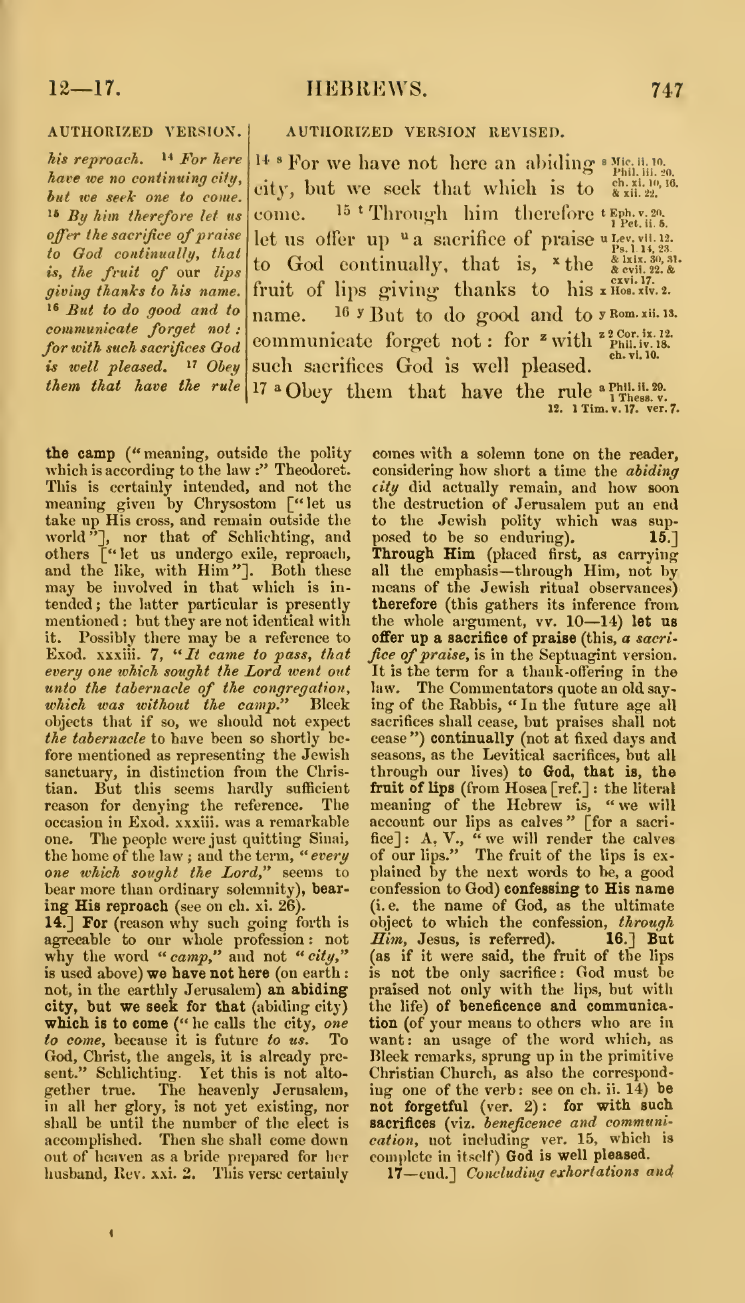 12—17.
HEBREWS.
747
AUTHORIZED VERSION.
his reproach. 14 For here
have we no continuing city,
but we seek one to come.
15 By him therefore let us
offer the sacrifice of praise
to God continually, that
is, the fruit of our lips
giving thanks to his name.
16 But to do good and to
communicate forget not :
for with such sacrifices God
is well pleased. 17 Obey
them that have the rule
AUTHORIZED VERSION REVISED.
14 s For we have not here an abiding
city, but we seek that which is to
come. 15 t Through him therefore
let us offer up u a sacrifice of praise
to God continually, that is, x the
fruit of lips giving thanks to his
name. 16 y But to do good and to
communicate forget not : for z with
such sacrifices God is well pleased.
17 a Obey them that have the rule
s Mic. ii. 10.
Phil. iii. 20.
ch. xi. 10, 16.
& xii. 22.
t Eph. v. 20.
1 Pet. ii. 5.
u Lev. vii. 12.
Ps. l. 14, 23.
& lxix. 30, 31.
& cvii. 22. &
cxvi. 17.
x Hos. xiv. 2.
y Rom. xii. 13.
z 2 Cor. ix. 12.
Phil. iv. 18.
ch. vi. 10.
a Phil. ii. 29.
1 Thess. v.
12. 1 Tim. v. 17. ver. 7.
the camp (“ meaning, outside the polity
which is according to the law :” Theodoret.
This is certainly intended, and not the
meaning given by Chrysostom [“ let us
take up His cross, and remain outside the
world ”], nor that of Schlichting, and
others [“ let us undergo exile, reproach,
and the like, with Him ”]. Both these
may be involved in that which is in-
tended ; the latter particular is presently
mentioned : but they are not identical with
it. Possibly there may be a reference to
Exod. xxxiii. 7, “ It came to pass, that
every one which sought the Lord went out
unto the tabernacle of the congregation,
which was without the camp.” Bleek
objects that if so, we should not expect
the tabernacle to have been so shortly be-
fore mentioned as representing the Jewish
sanctuary, in distinction from the Chris-
tian. But this seems hardly sufficient
reason for denying the reference. The
occasion in Exod. xxxiii. was a remarkable
one. The people were just quitting Sinai,
the home of the law ; and the term, “ every
one which sought the Lord,” seems to
bear more than ordinary solemnity), bear-
ing His reproach (see on ch. xi. 26).
14.] For (reason why such going forth is
agreeable to our whole profession : not
why the word “ camp,” and not “ city,”
is used above) we have not here (on earth :
not, in the earthly Jerusalem) an abiding
city, but we seek for that (abiding city)
which is to come (“ he calls the city, one
to come, because it is future to us. To
God, Christ, the angels, it is already pre-
sent.” Schlichting. Yet this is not alto-
gether true. The heavenly Jerusalem,
in all her glory, is not yet existing, nor
shall be until the number of the elect is
accomplished. Then she shall come down
out of heaven as a bride prepared for her
husband, Rev. xxi. 2. This verse certainly
comes with a solemn tone on the reader,
considering how short a time the abiding
city did actually remain, and how soon
the destruction of Jerusalem put an end
to the Jewish polity which was sup-
posed to be so enduring). 15.]
Through Him (placed first, as carrying
all the emphasis—through Him, not by
means of the Jewish ritual observances)
therefore (this gathers its inference from
the whole argument, vv. 10—14) let us
offer up a sacrifice of praise (this, a sacri-
fice of praise, is in the Septuagint version.
It is the term for a thank-offering in the
law. The Commentators quote an old say-
ing of the Rabbis, “ In the future age all
sacrifices shall cease, but praises shall not
cease ”) continually (not at fixed days and
seasons, as the Levitical sacrifices, but all
through our lives) to God, that is, the
fruit of lips (from Hosea [ref.] : the literal
meaning of the Hebrew is, “ we will
account our lips as calves ” [for a sacri-
fice] : A. V., “ we will render the calves
of our lips.” The fruit of the lips is ex-
plained by the next words to be, a good
confession to God) confessing to His name
(i. e. the name of God, as the ultimate
object to which the confession, through
Him, Jesus, is referred). 16.] But
(as if it were said, the fruit of the lips
is not the only sacrifice : God must be
praised not only with the lips, but with
the life) of beneficence and communica-
tion (of your means to others who are in
want : an usage of the word which, as
Bleek remarks, sprung up in the primitive
Christian Church, as also the correspond-
ing one of the verb : see on ch. ii. 14) be
not forgetful (ver. 2) : for with such
sacrifices (viz. beneficence and communi-
cation, not including ver. 15, which is
complete in itself) God is well pleased.
17—end.] Concluding exhortations and